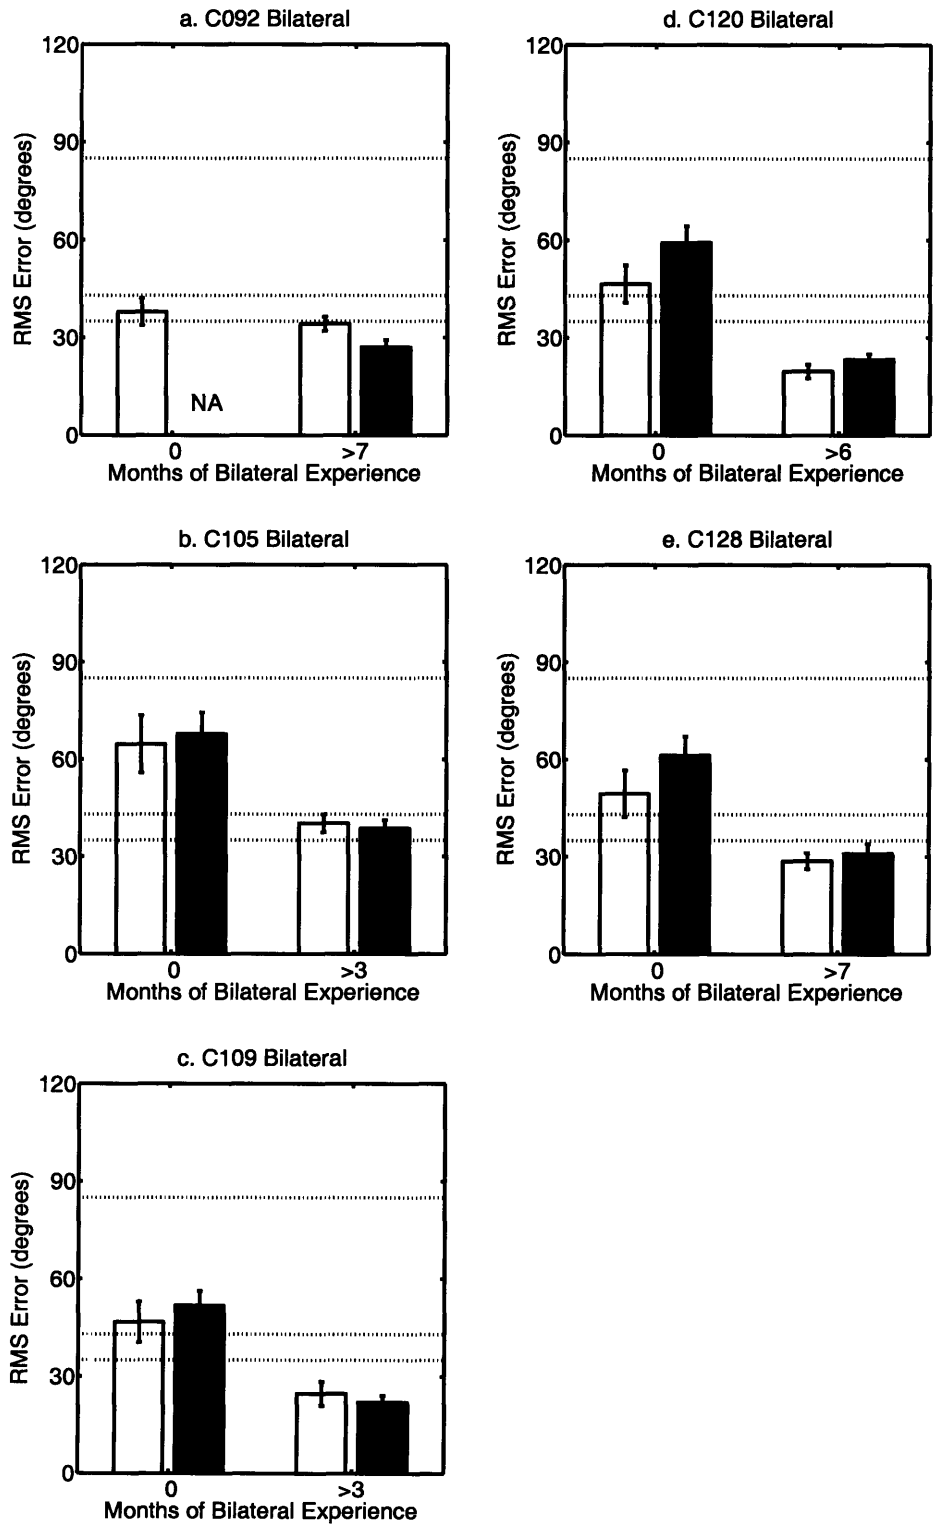 a. C092 Bilateral
120
90
60
30
0
RMS Error (degrees)
NA
0
>7
Months of Bilateral Experience
b. C105 Bilateral
120
90
60
30
0
RMS Error (degrees)
0
>3
Months of Bilateral Experience
c. C109 Bilateral
120
90
60
30
0
RMS Error (degrees)
0
>3
Months of Bilateral Experience
d. C120 Bilateral
120
90
60
30
0
RMS Error (degrees)
0
>6
Months of Bilateral Experience
e. C128 Bilateral
120
90
60
30
0
RMS Error (degrees)
0
>7
Months of Bilateral Experience